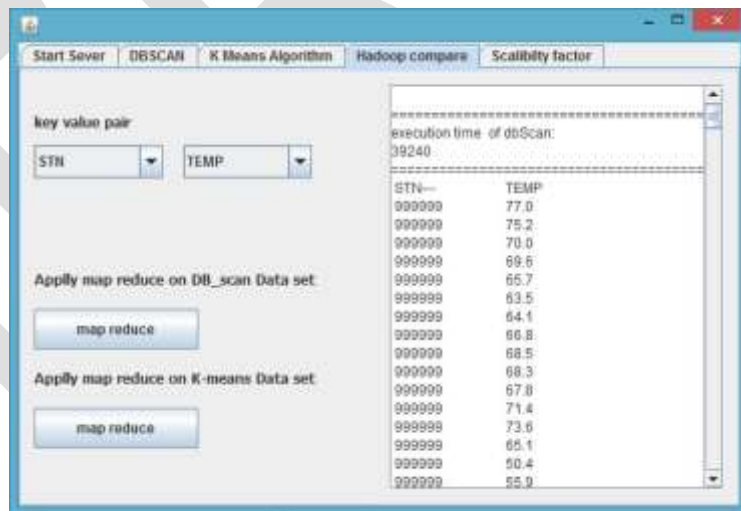 Start Sever DBSCAN K Means Algorithm Hadoop compare Scalibilty factor
key value pair
STN TEMP
Applly map reduce on DB_scan Data set
map reduce
Applly map reduce on K-means Data set
map reduce
==============================
execution time of dbScan:
39240
==============================
STN--- TEMP
999999 77.0
999999 75.2
999999 70.0
999999 69.6
999999 65.7
999999 63.5
999999 64.1
999999 66.8
999999 68.5
999999 68.3
999999 67.8
999999 71.4
999999 73.6
999999 65.1
999999 50.4
999999 55.9